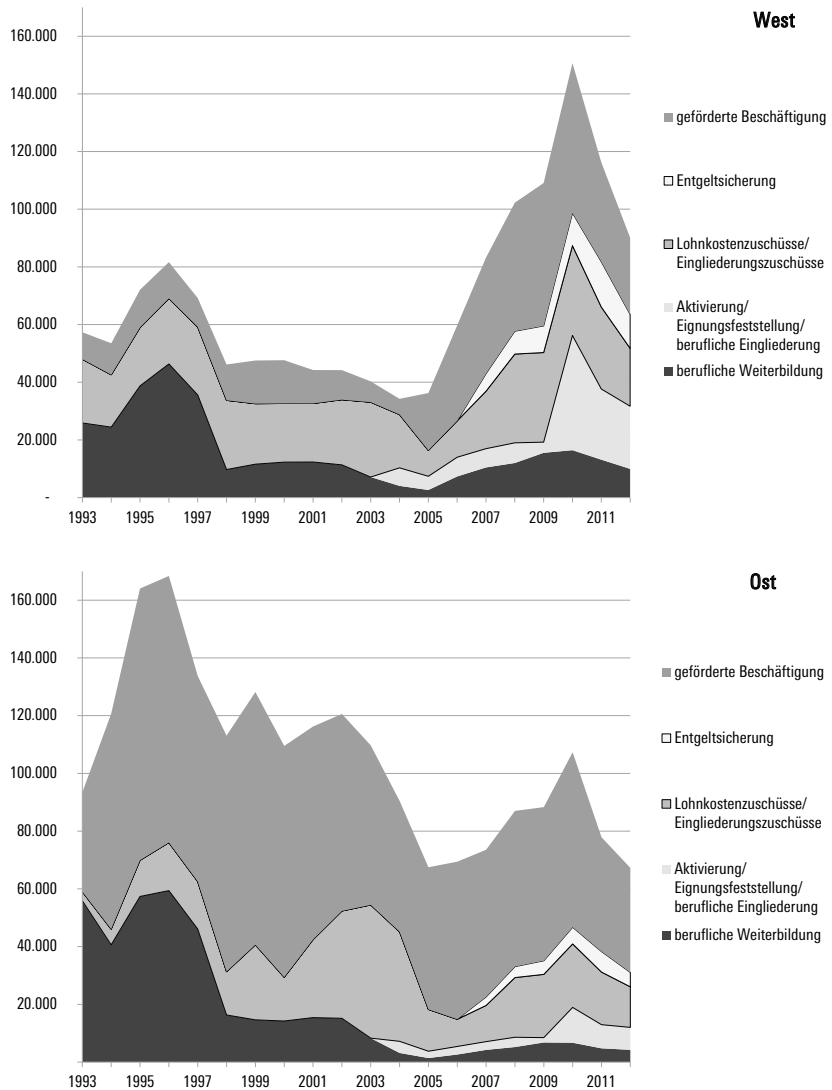 West
160.000
140.000
120.000
100.000
80.000
60.000
40.000
20.000
-
1993 1995 1997 1999 2001 2003 2005 2007 2009 2011
geförderte Beschäftigung
Entgeltsicherung
Lohnkostenzuschüsse/
Eingliederungszuschüsse
Aktivierung/
Eignungsfeststellung/
berufliche Eingliederung
berufliche Weiterbildung
Ost
160.000
140.000
120.000
100.000
80.000
60.000
40.000
20.000
1993 1995 1997 1999 2001 2003 2005 2007 2009 2011
geförderte Beschäftigung
Entgeltsicherung
Lohnkostenzuschüsse/
Eingliederungszuschüsse
Aktivierung/
Eignungsfeststellung/
berufliche Eingliederung
berufliche Weiterbildung